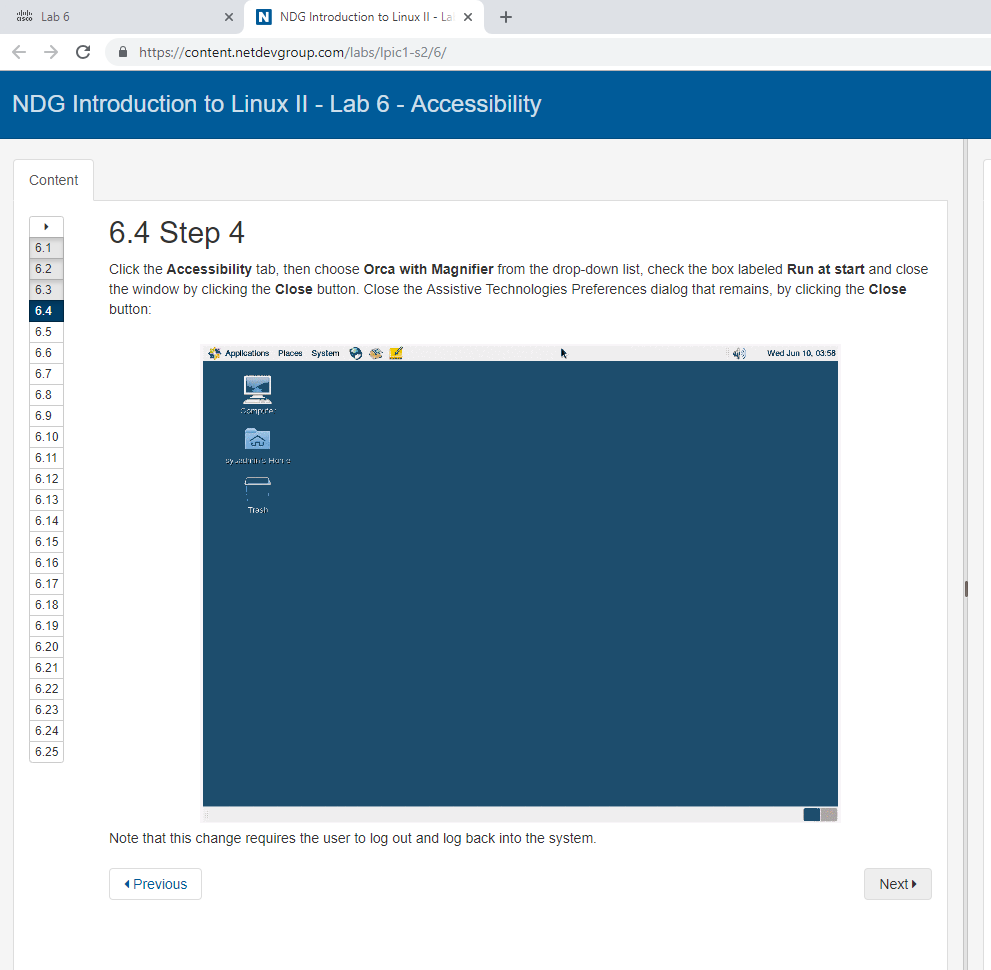 Lab 6
NDG Introduction to Linux II - La
https://content.netdevgroup.com/labs/lpic1-s2/6/
NDG Introduction to Linux II - Lab 6 - Accessibility
Content
6.1
6.2
6.3
6.4
6.5
6.6
6.7
6.8
6.9
6.10
6.11
6.12
6.13
6.14
6.15
6.16
6.17
6.18
6.19
6.20
6.21
6.22
6.23
6.24
6.25
6.4 Step 4
Click the Accessibility tab, then choose Orca with Magnifier from the drop-down list, check the box labeled Run at start and close
the window by clicking the Close button. Close the Assistive Technologies Preferences dialog that remains, by clicking the Close
button:
Applications Places System
Wed Jun 10, 03:58
Computer
sysadmin's Home
Trash
Note that this change requires the user to log out and log back into the system.
Previous
Next